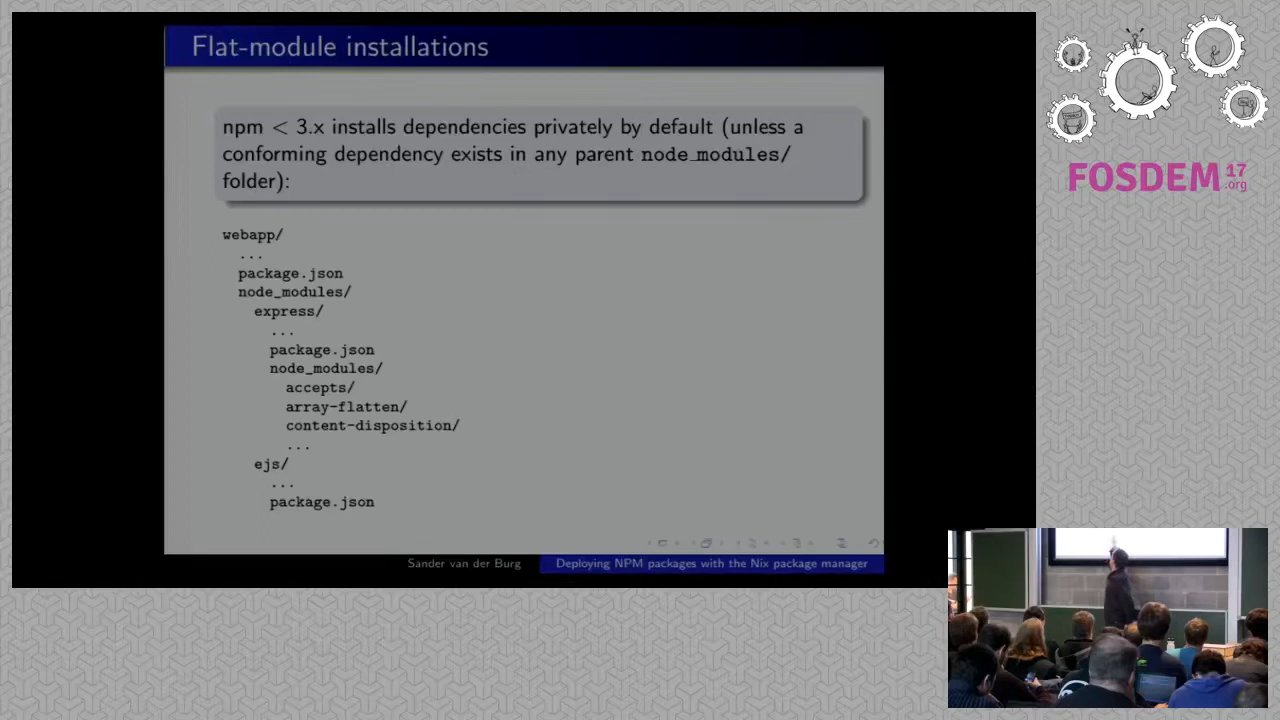 Flat-module installations
npm < 3.x installs dependencies privately by default (unless a
conforming dependency exists in any parent node_modules/
folder):
webapp/
...
package.json
node_modules/
express/
...
package.json
node_modules/
accepts/
array-flatten/
content-disposition/
...
ejs/
...
package.json
Sander van der Burg
Deploying NPM packages with the Nix package manager
FOSDEM 17
.org